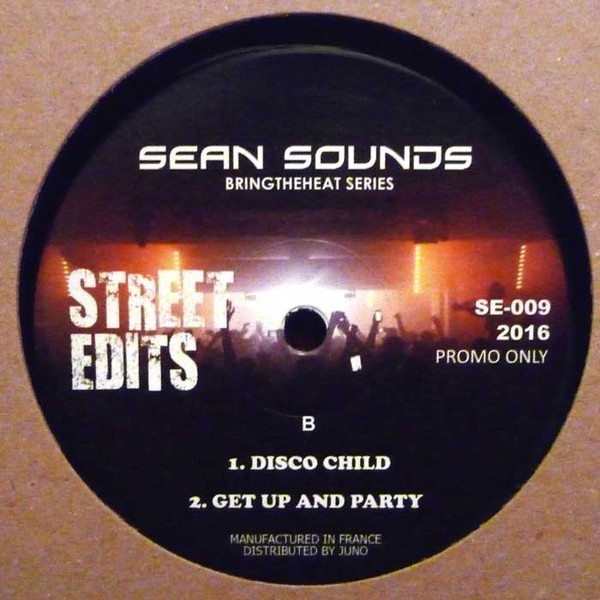 SEAN SOUNDS
BRINGTHEHEAT SERIES
STREET
EDITS
SE-009
2016
PROMO ONLY
B
1. DISCO CHILD
2. GET UP AND PARTY
MANUFACTURED IN FRANCE
DISTRIBUTED BY JUNO